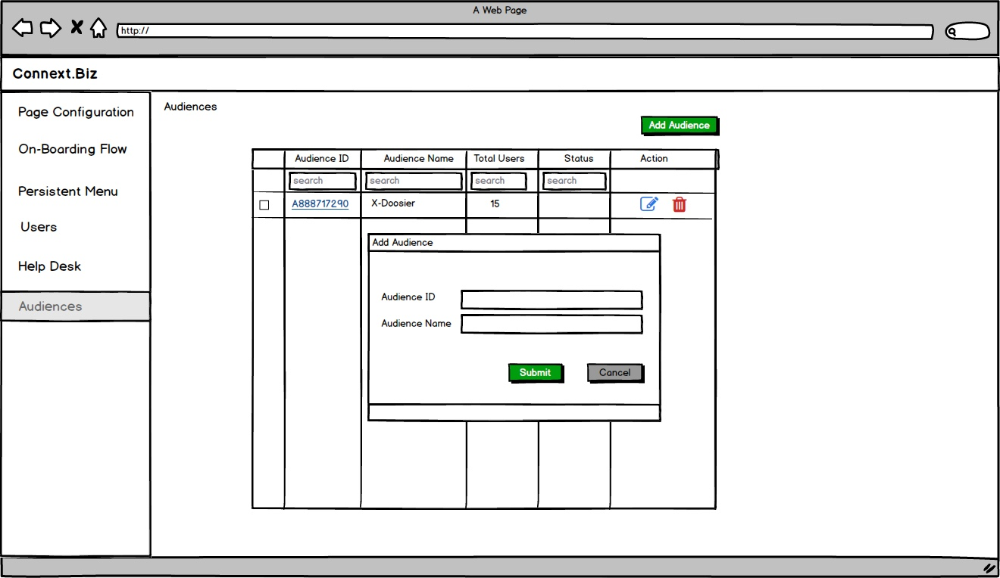 A Web Page
http://
Connext.Biz
Page Configuration
On-Boarding Flow
Persistent Menu
Users
Help Desk
Audiences
Audiences
Add Audience
Audience ID Audience Name Total Users Status Action
search search search search
A888717290 X-Doosier 15
Add Audience
Audience ID
Audience Name
Submit Cancel